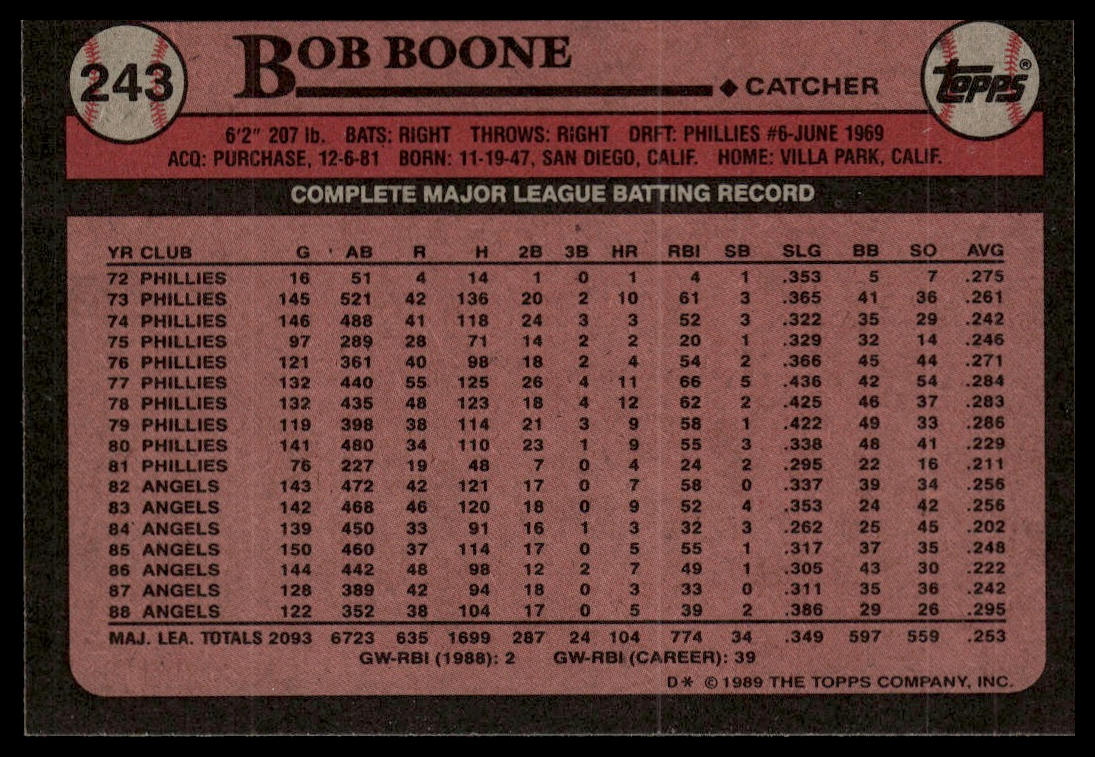 243
BOB BOONE
CATCHER
TOPPS®
6'2" 207 lb. BATS: RIGHT THROWS: RIGHT DRFT: PHILLIES #6-JUNE 1969
ACQ: PURCHASE, 12-6-81 BORN: 11-19-47, SAN DIEGO, CALIF. HOME: VILLA PARK, CALIF.
COMPLETE MAJOR LEAGUE BATTING RECORD
YR CLUB G AB R H 2B 3B HR RBI SB SLG BB SO AVG
72 PHILLIES 16 51 4 14 1 0 1 4 1 .353 5 7 .275
73 PHILLIES 145 521 42 136 20 2 10 61 3 .365 41 36 .261
74 PHILLIES 146 488 41 118 24 3 3 52 3 .322 35 29 .242
75 PHILLIES 97 289 28 71 14 2 2 20 1 .329 32 14 .246
76 PHILLIES 121 361 40 98 18 2 4 54 2 .366 45 44 .271
77 PHILLIES 132 440 55 125 26 4 11 66 5 .436 42 54 .284
78 PHILLIES 132 435 48 123 18 4 12 62 2 .425 46 37 .283
79 PHILLIES 119 398 38 114 21 3 9 58 1 .422 49 33 .286
80 PHILLIES 141 480 34 110 23 1 9 55 3 .338 48 41 .229
81 PHILLIES 76 227 19 48 7 0 4 24 2 .295 22 16 .211
82 ANGELS 143 472 42 121 17 0 7 58 0 .337 39 34 .256
83 ANGELS 142 468 46 120 18 0 9 52 4 .353 24 42 .256
84 ANGELS 139 450 33 91 16 1 3 32 3 .262 25 45 .202
85 ANGELS 150 460 37 114 17 0 5 55 1 .317 37 35 .248
86 ANGELS 144 442 48 98 12 2 7 49 1 .305 43 30 .222
87 ANGELS 128 389 42 94 18 0 3 33 0 .311 35 36 .242
88 ANGELS 122 352 38 104 17 0 5 39 2 .386 29 26 .295
MAJ. LEA. TOTALS 2093 6723 635 1699 287 24 104 774 34 .349 597 559 .253
GW-RBI (1988): 2 GW-RBI (CAREER): 39
D* © 1989 THE TOPPS COMPANY, INC.